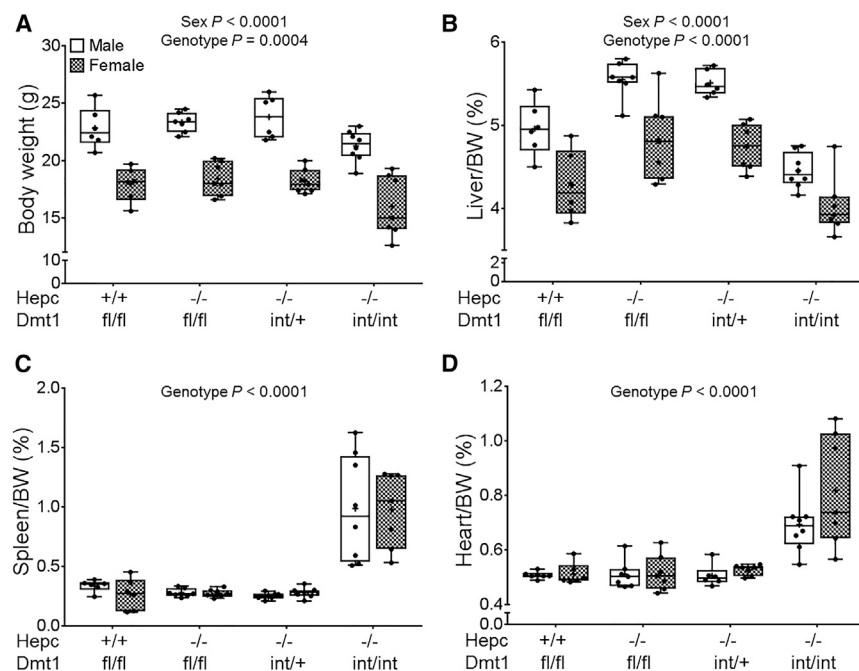 A
Sex P < 0.0001
Genotype P = 0.0004
Male
Female
Body weight (g)
30
25
20
15
10
0
Hepc +/+ -/- -/- -/-
Dmt1 fl/fl fl/fl int/+ int/int
B
Sex P < 0.0001
Genotype P < 0.0001
Liver/BW (%)
6
5
4
2
0
Hepc +/+ -/- -/- -/-
Dmt1 fl/fl fl/fl int/+ int/int
C
Genotype P < 0.0001
Spleen/BW (%)
2.0
1.5
1.0
0.5
0.0
Hepc +/+ -/- -/- -/-
Dmt1 fl/fl fl/fl int/+ int/int
D
Genotype P < 0.0001
Heart/BW (%)
1.2
1.0
0.8
0.6
0.4
0.0
Hepc +/+ -/- -/- -/-
Dmt1 fl/fl fl/fl int/+ int/int